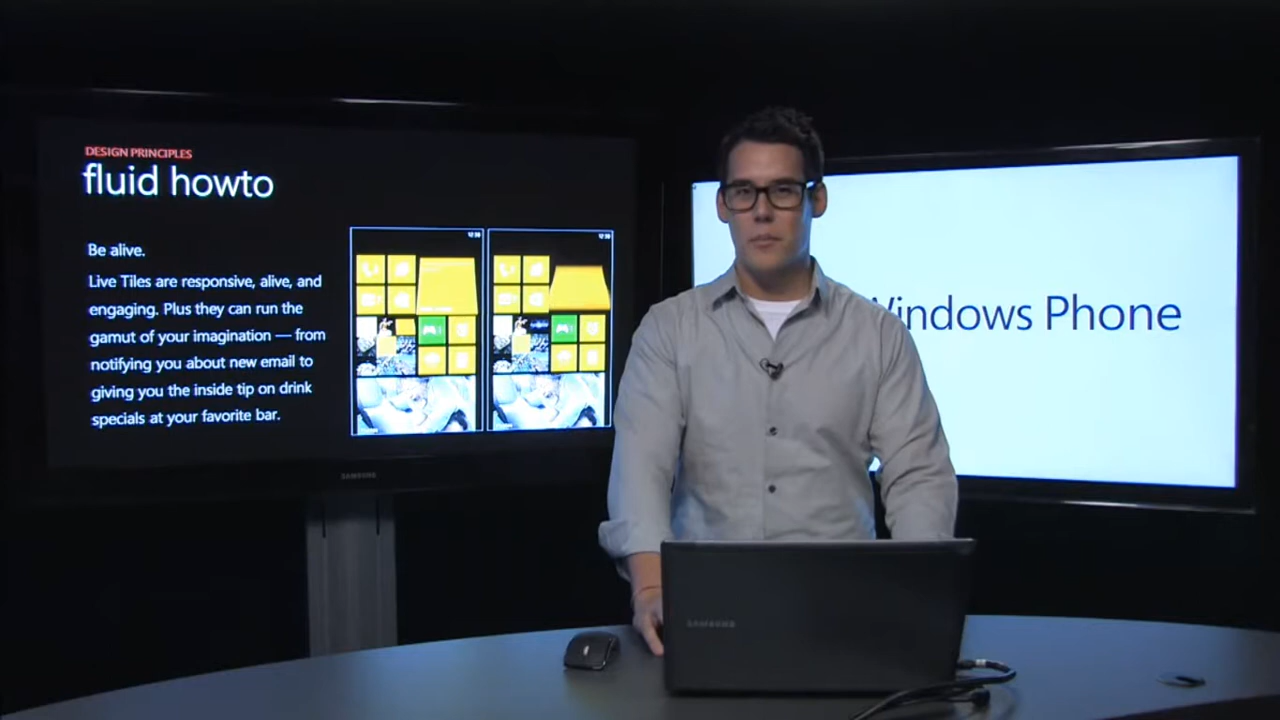 DESIGN PRINCIPLES
fluid howto
Be alive.
Live Tiles are responsive, alive, and
engaging. Plus they can run the
gamut of your imagination — from
notifying you about new email to
giving you the inside tip on drink
specials at your favorite bar.
SAMSUNG
Windows Phone
SAMSUNG